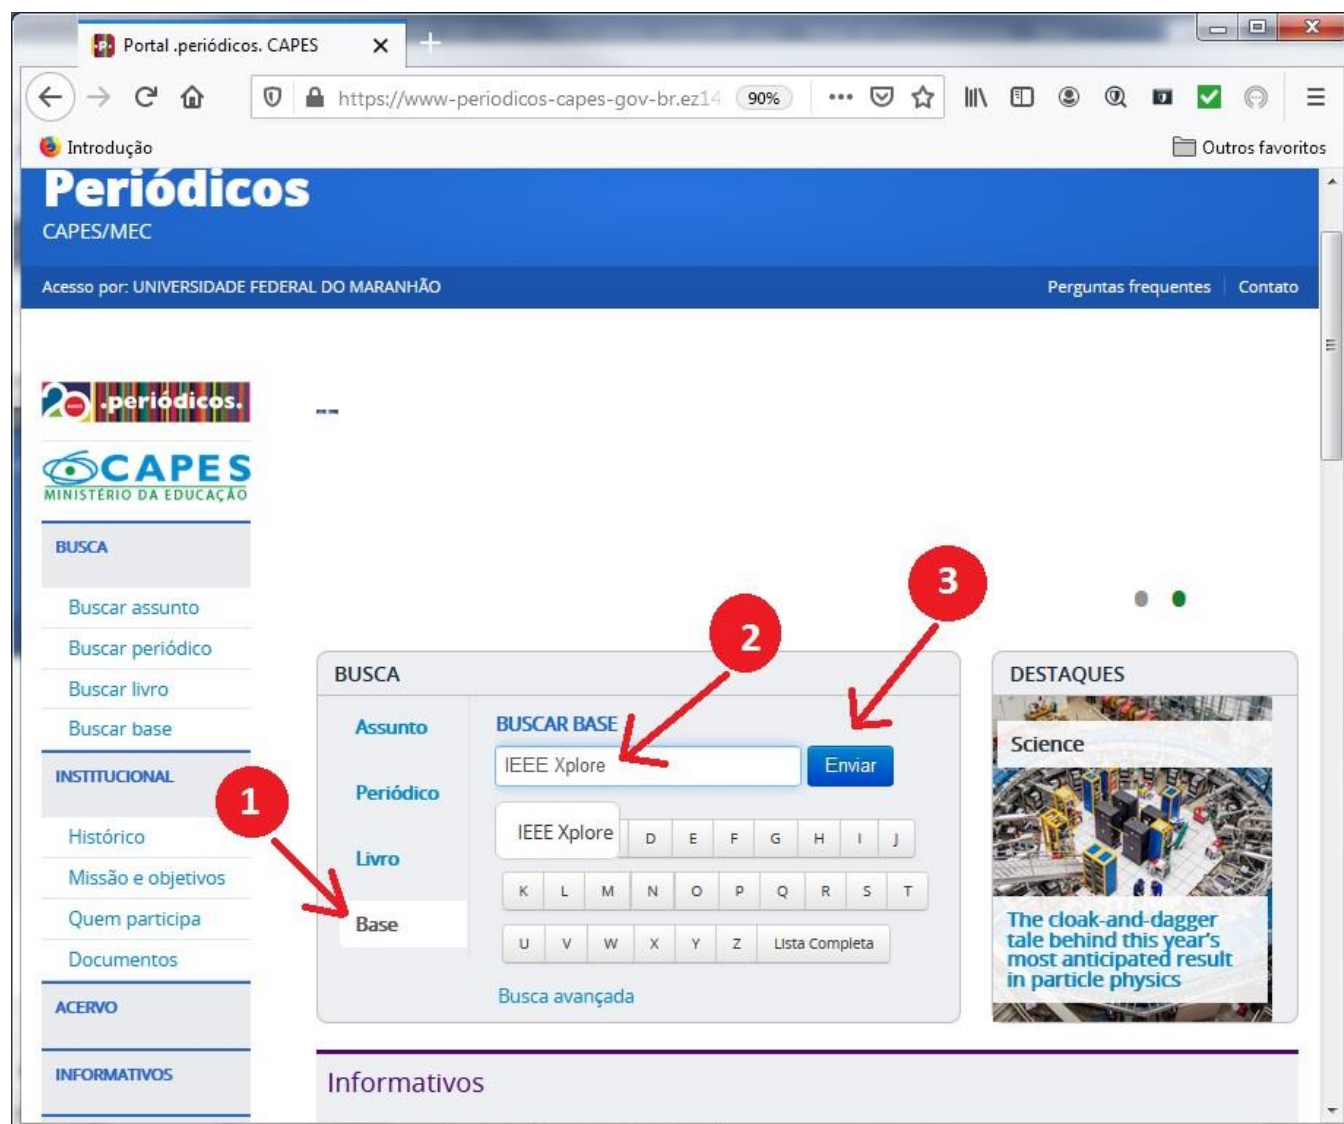 Portal .periódicos. CAPES
https://www-periodicos-capes-gov-br.ez14
90%
Introdução
Outros favoritos
Periódicos
CAPES/MEC
Acesso por: UNIVERSIDADE FEDERAL DO MARANHÃO
Perguntas frequentes
Contato
20 .periódicos.
CAPES
MINISTÉRIO DA EDUCAÇÃO
BUSCA
Buscar assunto
Buscar periódico
Buscar livro
Buscar base
INSTITUCIONAL
Histórico
Missão e objetivos
Quem participa
Documentos
ACERVO
INFORMATIVOS
1
2
3
BUSCA
Assunto
Periódico
Livro
Base
BUSCAR BASE
IEEE Xplore
Enviar
IEEE Xplore
D E F G H I J
K L M N O P Q R S T
U V W X Y Z Lista Completa
Busca avançada
DESTAQUES
Science
The cloak-and-dagger
tale behind this year's
most anticipated result
in particle physics
Informativos